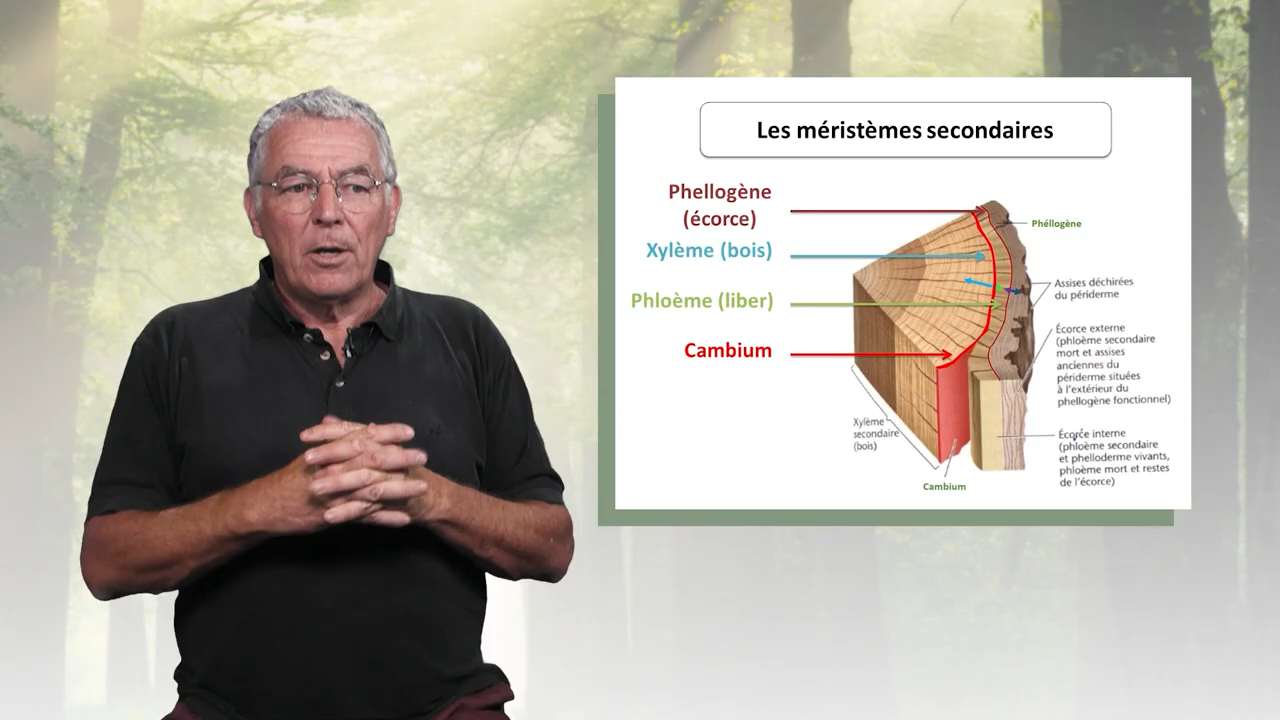 Les méristèmes secondaires
Phellogène
(écorce)
Xylème (bois)
Phloème (liber)
Cambium
Phéllogène
Assises déchirées
du périderme
Écorce externe
(phloème secondaire
mort et assises
anciennes du
périderme situées
à l'extérieur du
phellogène fonctionnel)
Écorce interne
(phloème secondaire
et phelloderme vivants,
phloème mort et restes
de l'écorce)
Xylème
secondaire
(bois)
Cambium